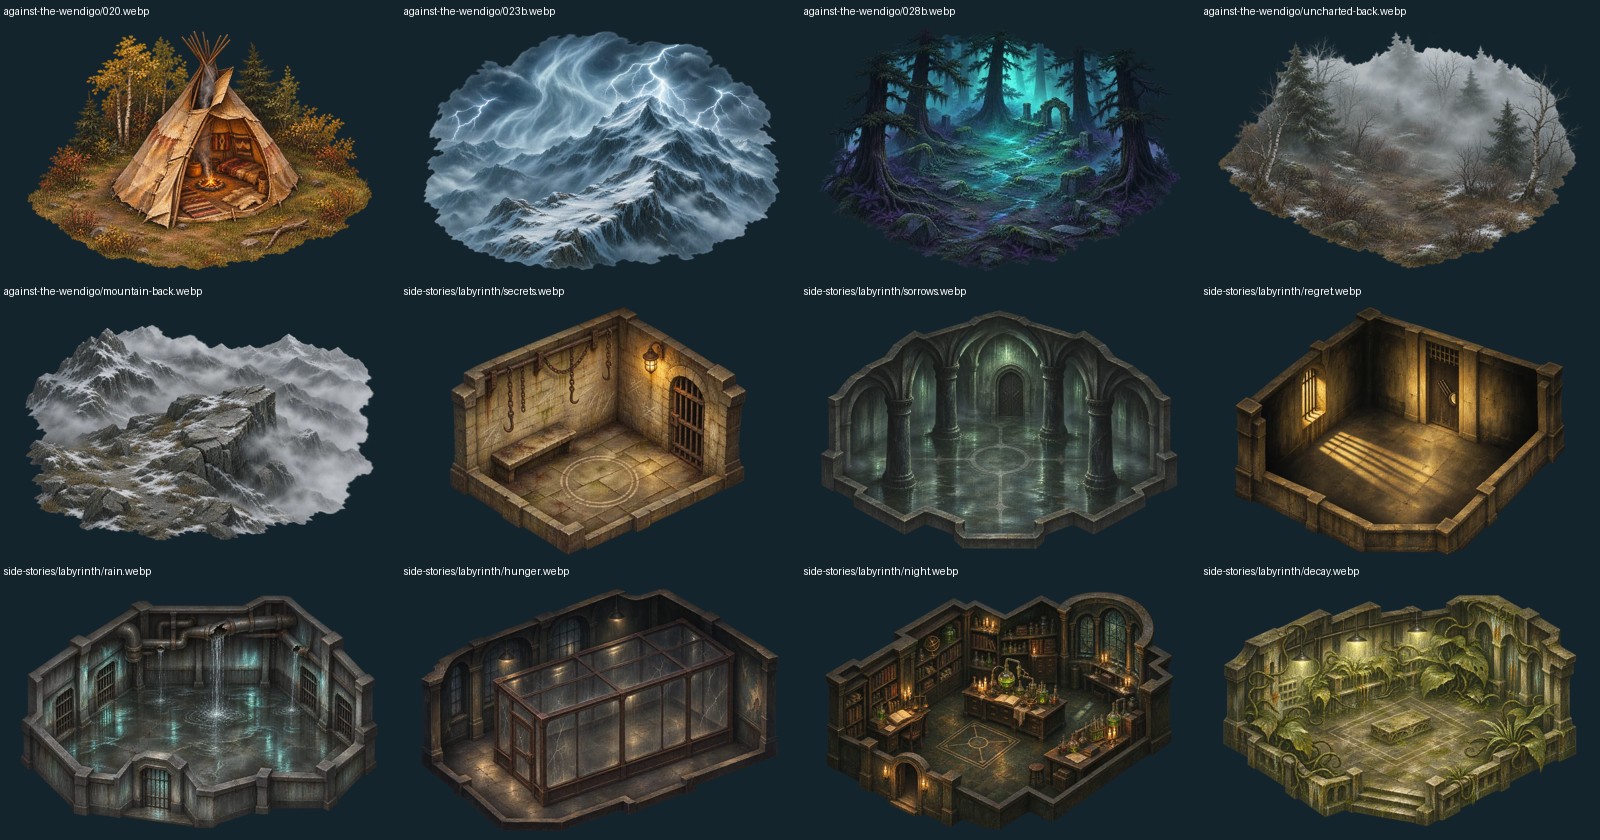 against-the-wendigo/020.webp
against-the-wendigo/023b.webp
against-the-wendigo/028b.webp
against-the-wendigo/uncharted-back.webp
against-the-wendigo/mountain-back.webp
side-stories/labyrinth/secrets.webp
side-stories/labyrinth/sorrows.webp
side-stories/labyrinth/regret.webp
side-stories/labyrinth/rain.webp
side-stories/labyrinth/hunger.webp
side-stories/labyrinth/night.webp
side-stories/labyrinth/decay.webp